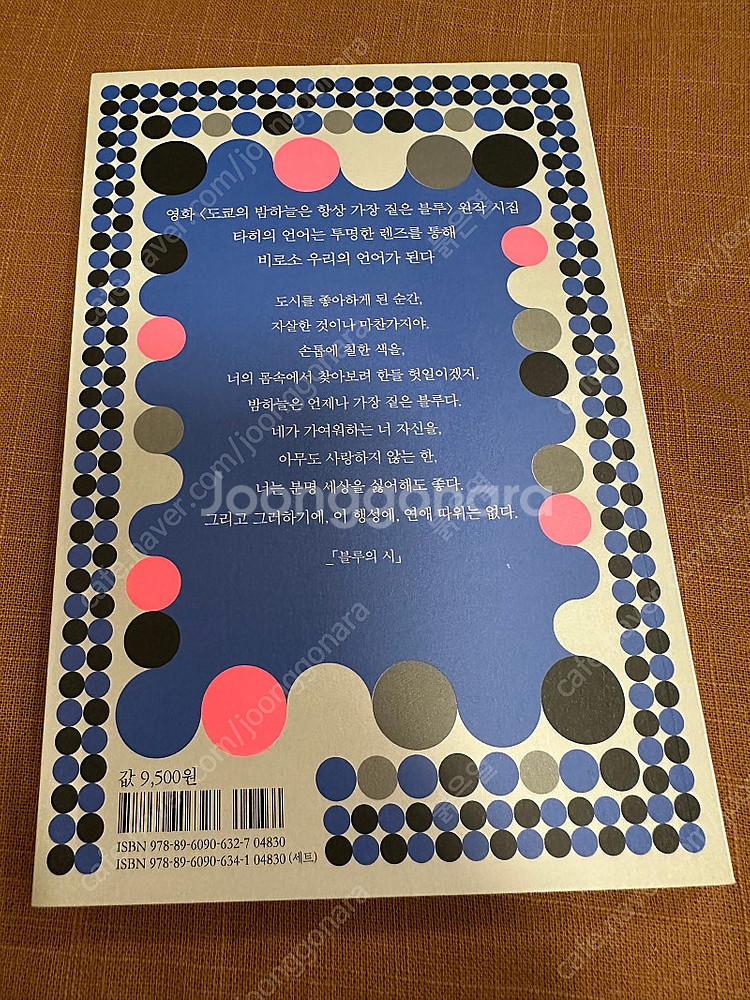 영화 〈도쿄의 밤하늘은 항상 가장 짙은 블루〉 원작 시집
타히의 언어는 투명한 렌즈를 통해
비로소 우리의 언어가 된다
도시를 좋아하게 된 순간,
자살한 것이나 마찬가지야.
손톱에 칠한 색을,
너의 몸속에서 찾아보려 한들 헛일이겠지.
밤하늘은 언제나 가장 짙은 블루다.
네가 가여워하는 너 자신을,
아무도 사랑하지 않는 한,
너는 분명 세상을 싫어해도 좋다.
Joonggonara
그리고 그러하기에, 이 행성에, 연애 따위는 없다.
_「블루의 시」
값 9,500원
ISBN 978-89-6090-632-7 04830
ISBN 978-89-6090-634-1 04830 (세트)
cafe.naver.com/joonggonara